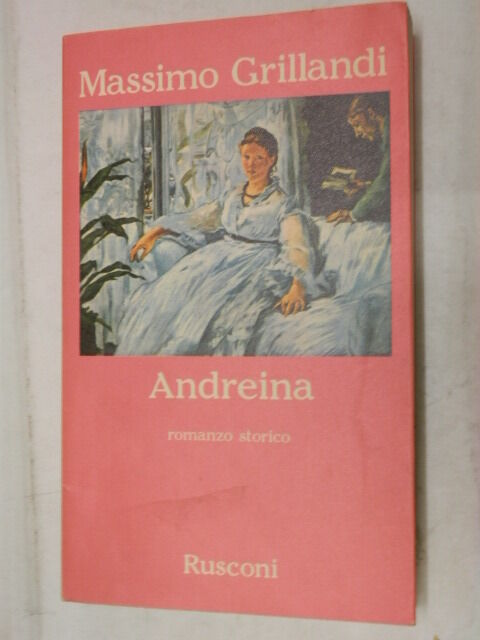 Massimo Grillandi
Andreina
romanzo storico
Rusconi